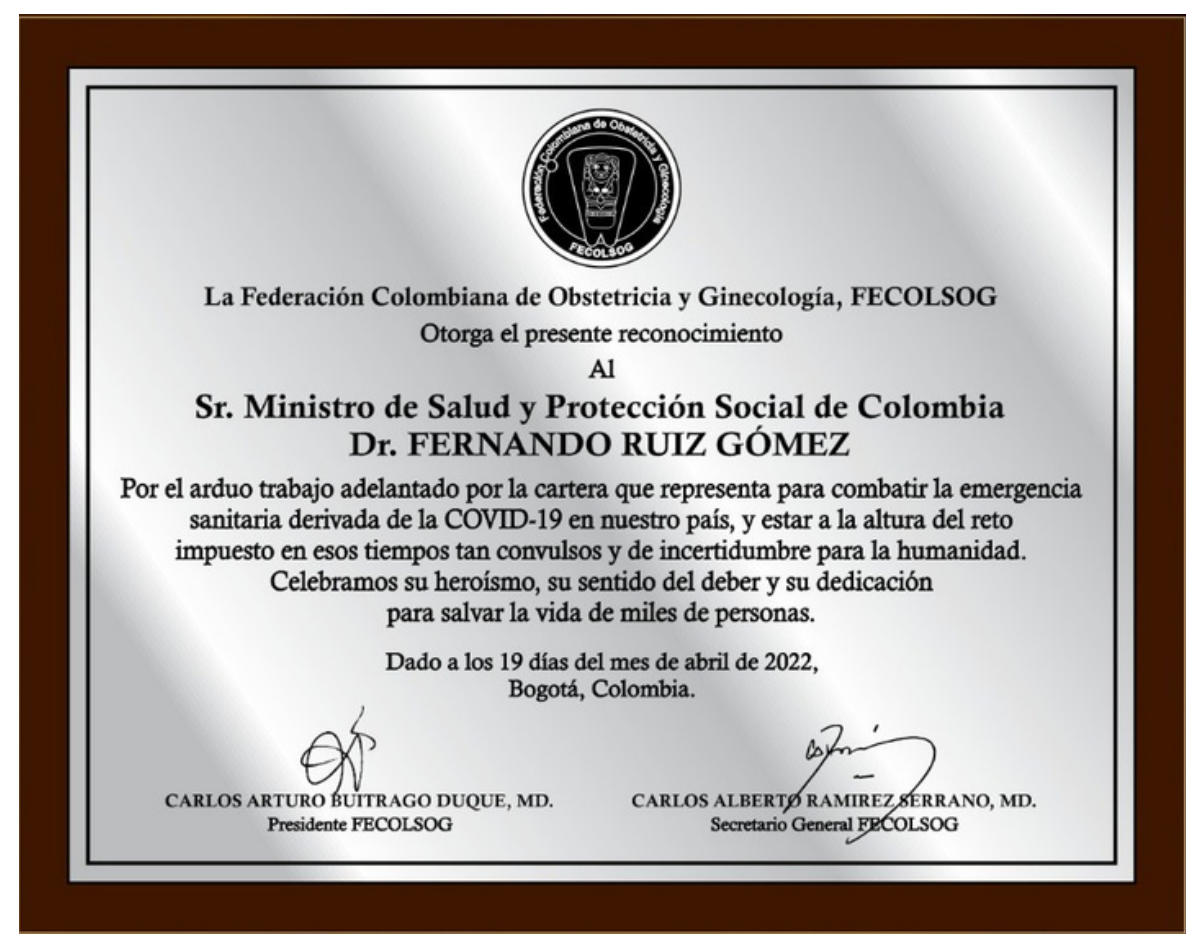 Federación Colombiana de Obstetricia y Ginecología
FECOLSOG
La Federación Colombiana de Obstetricia y Ginecología, FECOLSOG
Otorga el presente reconocimiento
Al
Sr. Ministro de Salud y Protección Social de Colombia
Dr. FERNANDO RUIZ GÓMEZ
Por el arduo trabajo adelantado por la cartera que representa para combatir la emergencia
sanitaria derivada de la COVID-19 en nuestro país, y estar a la altura del reto
impuesto en esos tiempos tan convulsos y de incertidumbre para la humanidad.
Celebramos su heroísmo, su sentido del deber y su dedicación
para salvar la vida de miles de personas.
Dado a los 19 días del mes de abril de 2022,
Bogotá, Colombia.
CARLOS ARTURO BUITRAGO DUQUE, MD.
Presidente FECOLSOG
CARLOS ALBERTO RAMIREZ SERRANO, MD.
Secretario General FECOLSOG